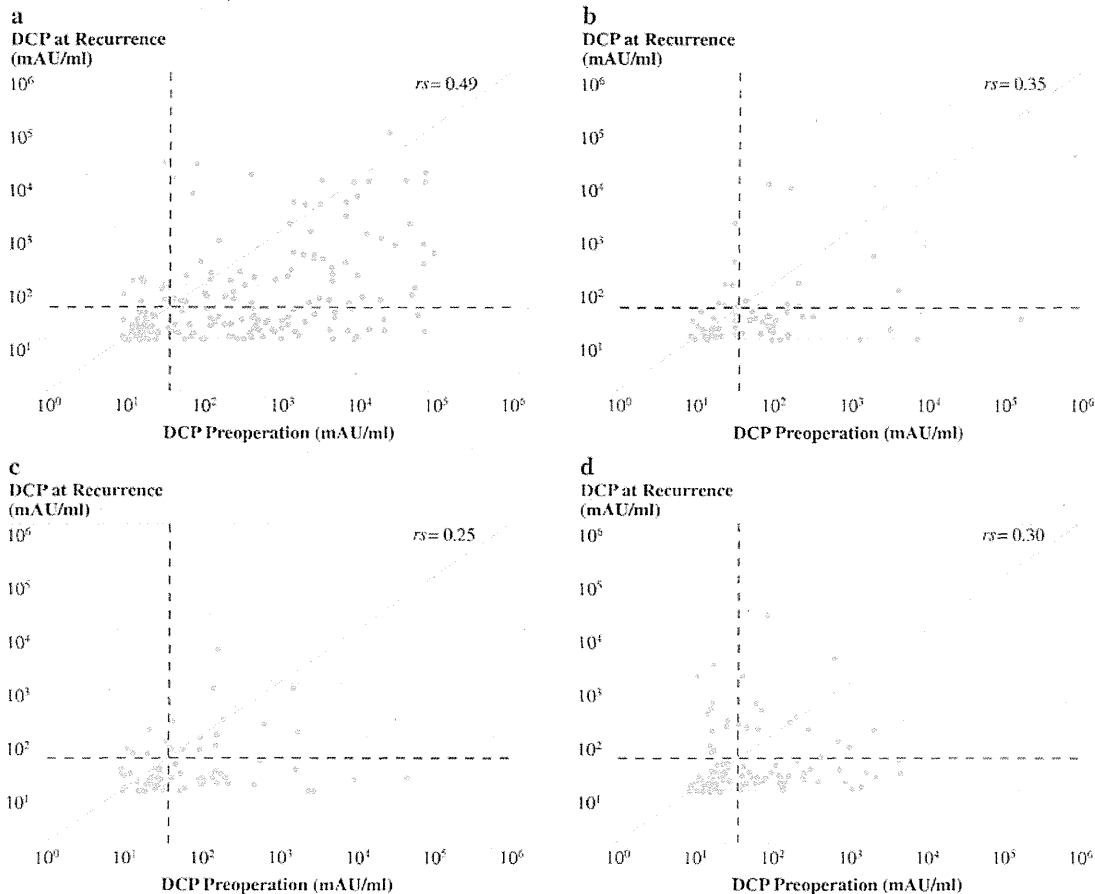 a
DCP at Recurrence
(mAU/ml)
10⁶
rs= 0.49
10⁵
10⁴
10³
10²
10¹
10⁰ 10¹ 10² 10³ 10⁴ 10⁵ 10⁶
DCP Preoperation (mAU/ml)
b
DCP at Recurrence
(mAU/ml)
10⁶
rs= 0.35
10⁵
10⁴
10³
10²
10¹
10⁰ 10¹ 10² 10³ 10⁴ 10⁵ 10⁶
DCP Preoperation (mAU/ml)
c
DCP at Recurrence
(mAU/ml)
10⁶
rs= 0.25
10⁵
10⁴
10³
10²
10¹
10⁰ 10¹ 10² 10³ 10⁴ 10⁵ 10⁶
DCP Preoperation (mAU/ml)
d
DCP at Recurrence
(mAU/ml)
10⁶
rs= 0.30
10⁵
10⁴
10³
10²
10¹
10⁰ 10¹ 10² 10³ 10⁴ 10⁵ 10⁶
DCP Preoperation (mAU/ml)